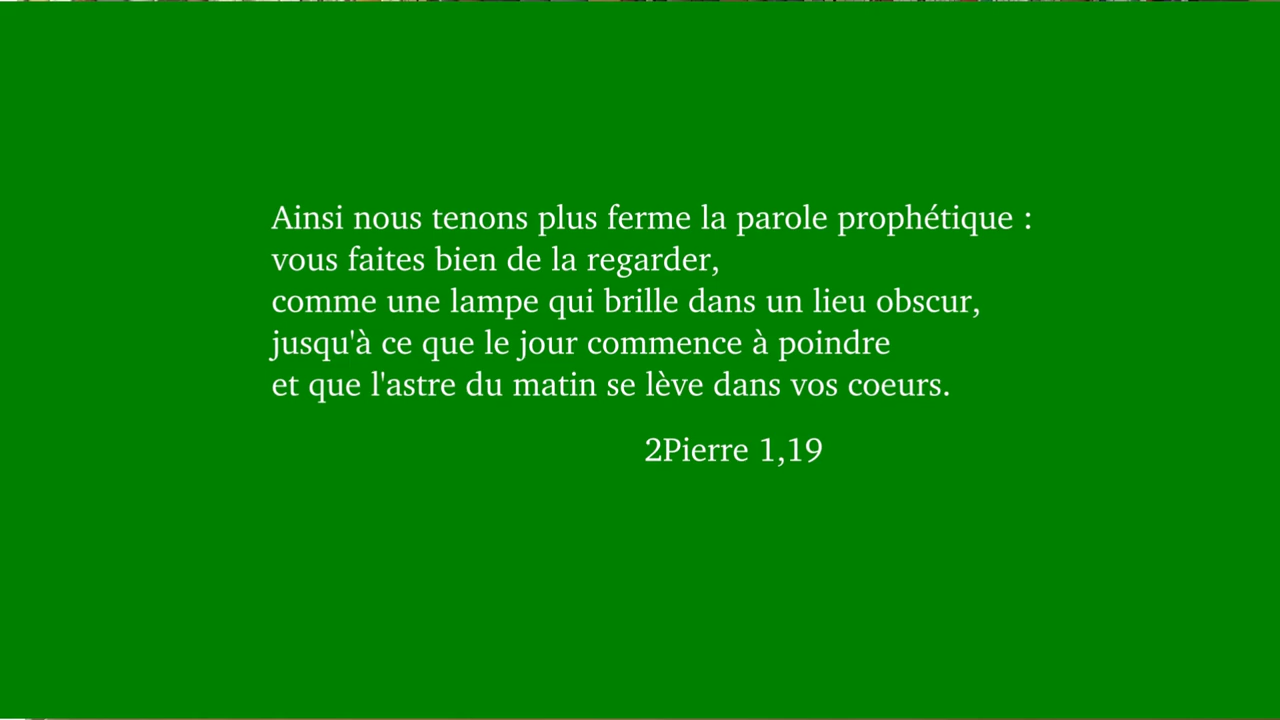 Ainsi nous tenons plus ferme la parole prophétique :
vous faites bien de la regarder,
comme une lampe qui brille dans un lieu obscur,
jusqu'à ce que le jour commence à poindre
et que l'astre du matin se lève dans vos coeurs.
2Pierre 1,19